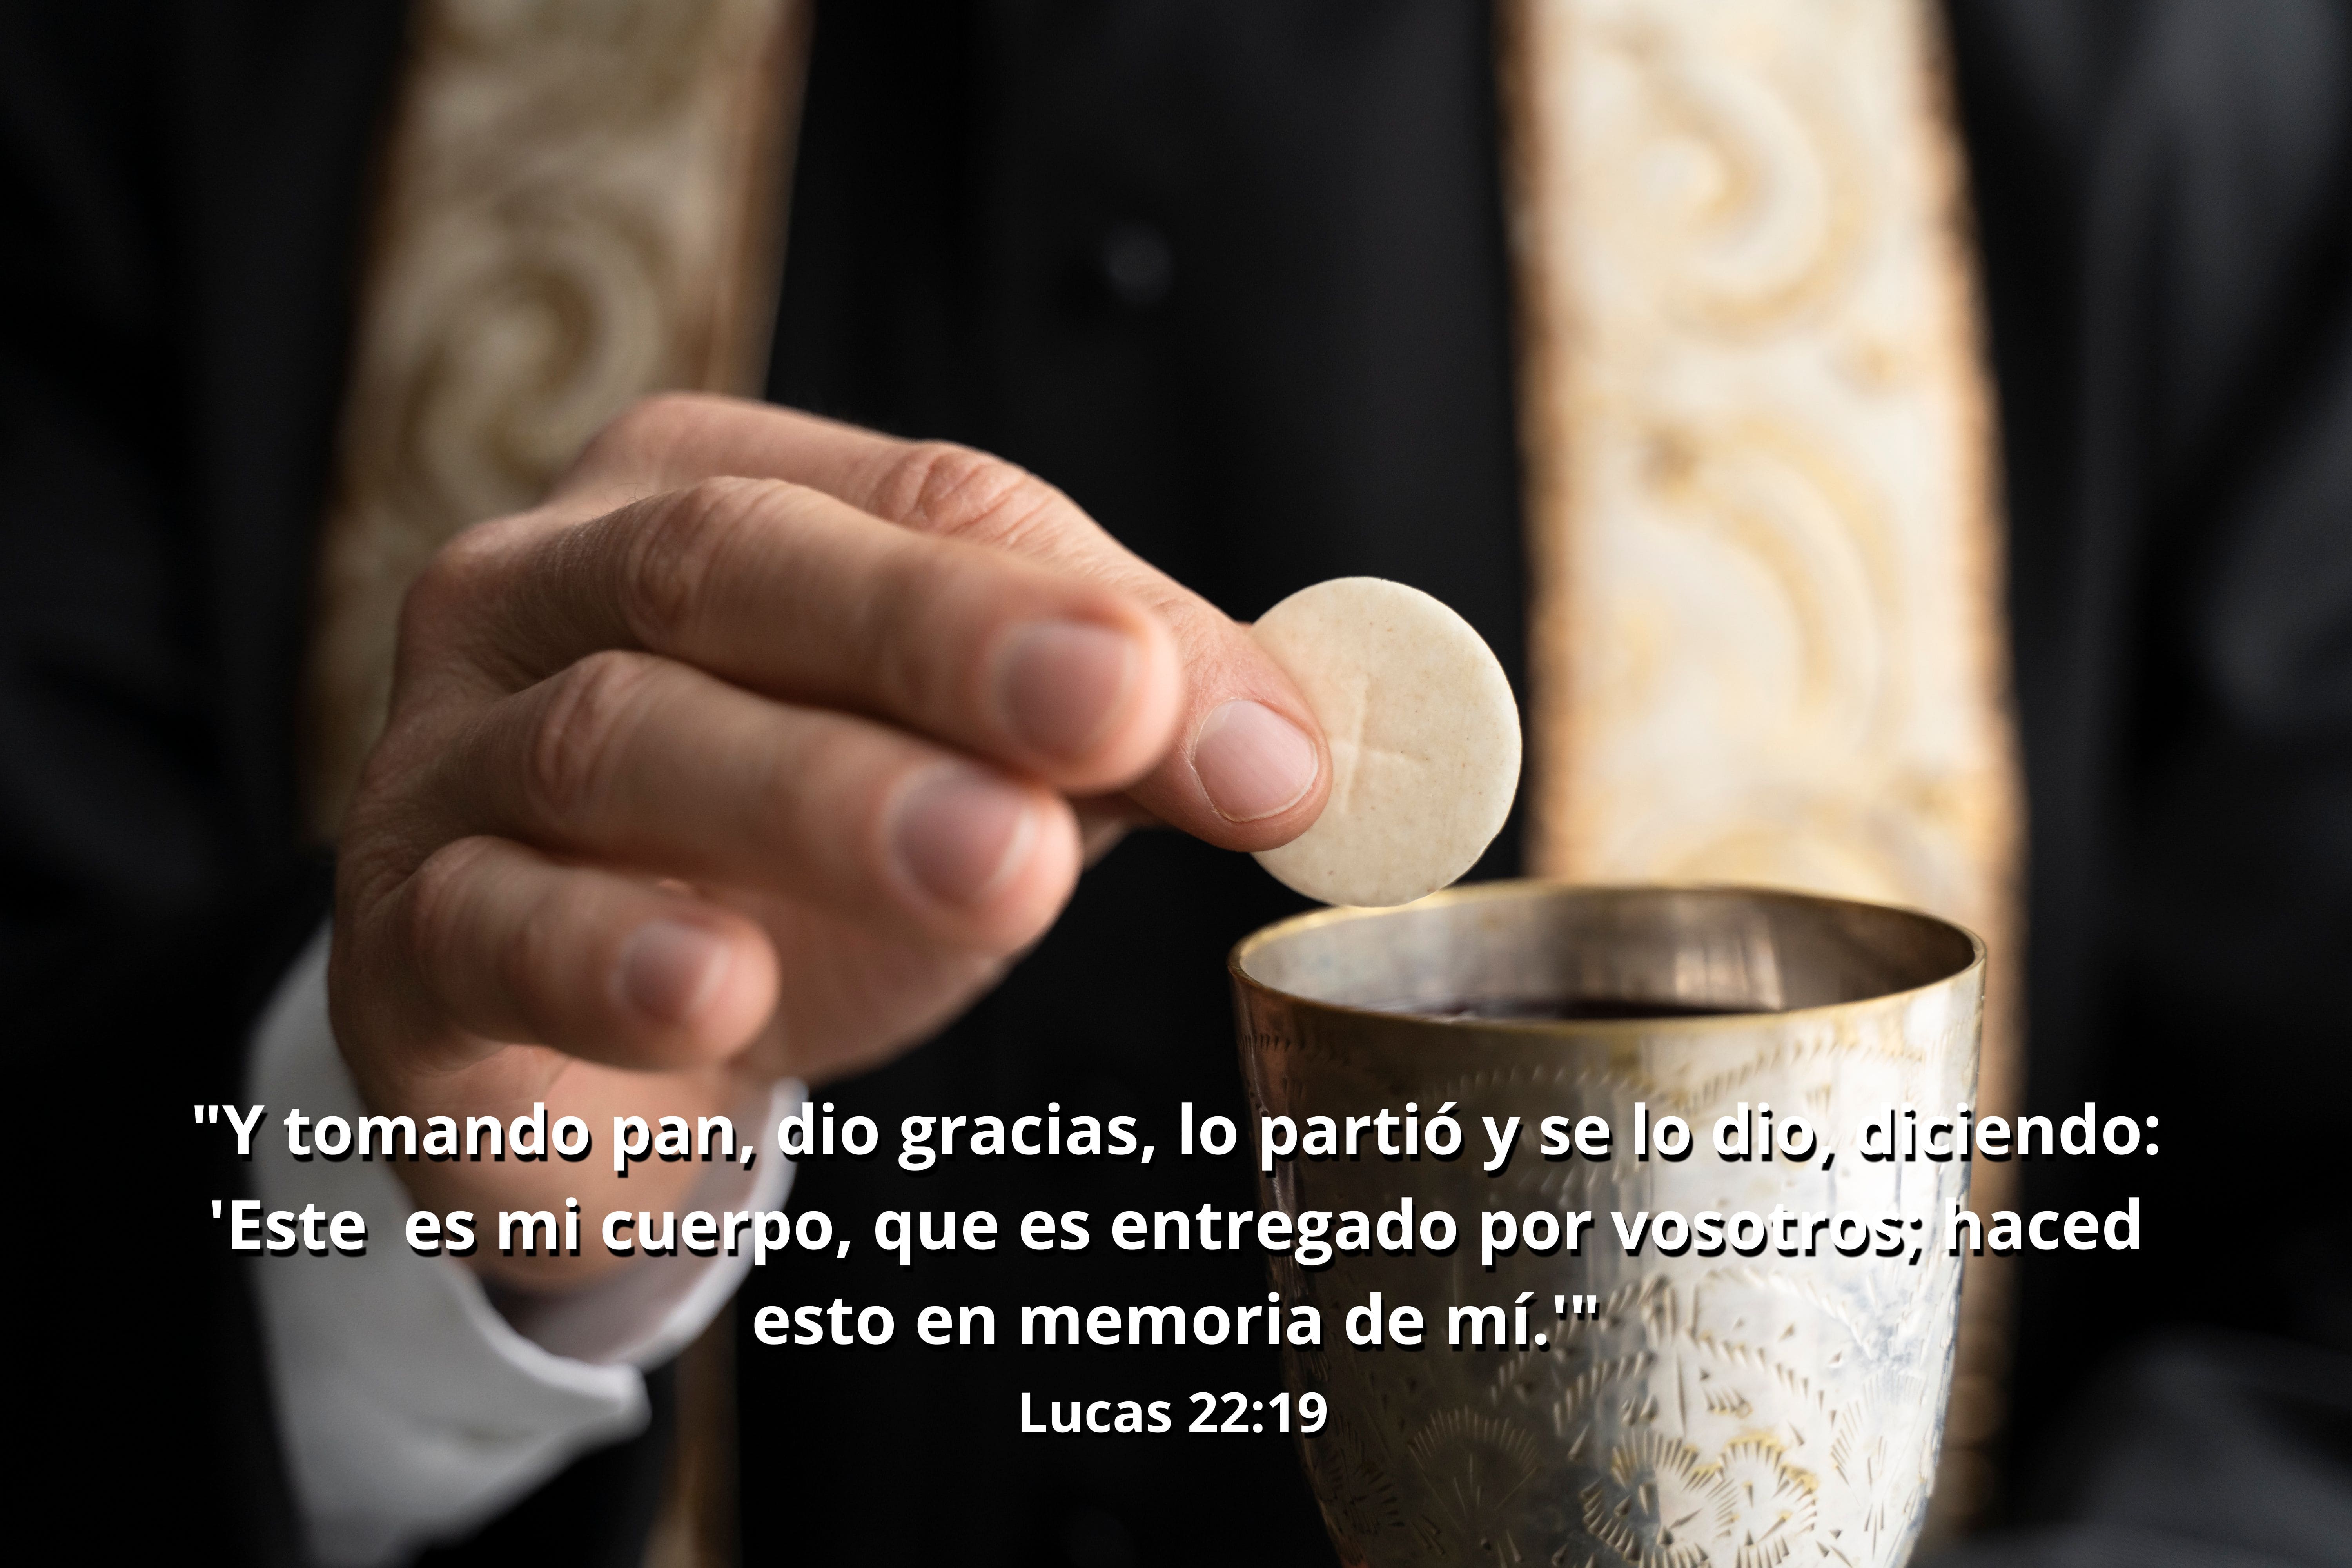 "Y tomando pan, dio gracias, lo partió y se lo dio, diciendo:
'Este  es mi cuerpo, que es entregado por vosotros; haced
esto en memoria de mí.'"
Lucas 22:19